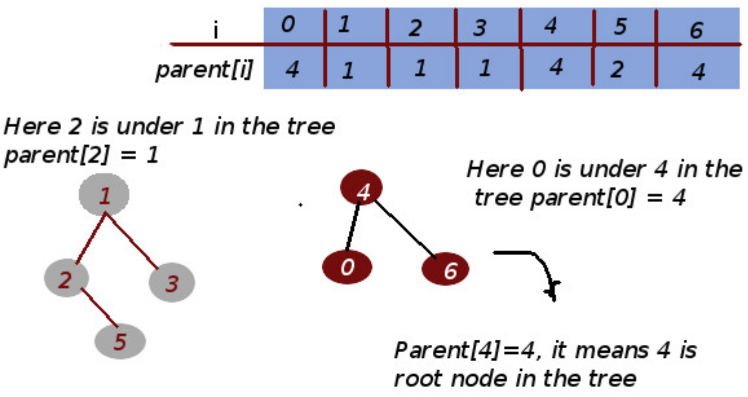 i 0 1 2 3 4 5 6
parent[i] 4 1 1 1 4 2 4
Here 2 is under 1 in the tree
parent[2] = 1
Here 0 is under 4 in the
tree parent[0] = 4
1
4
2
3
0
6
5
Parent[4]=4, it means 4 is
root node in the tree